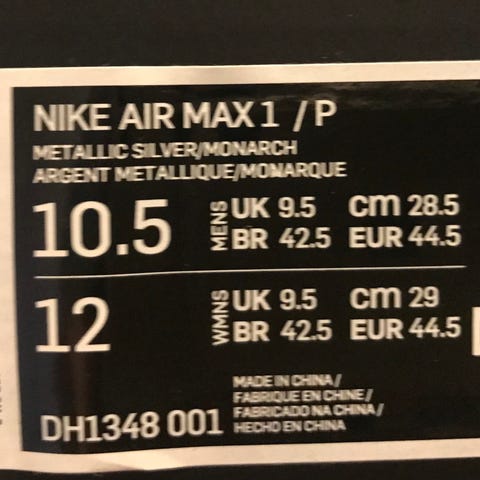 NIKE AIR MAX 1 / P
METALLIC SILVER/MONARCH
ARGENT METALLIQUE/MONARQUE
10.5 MENS UK 9.5 cm 28.5
BR 42.5 EUR 44.5
12 WMNS UK 9.5 cm 29
BR 42.5 EUR 44.5
MADE IN CHINA/
FABRIQUE EN CHINE/
FABRICADO NA CHINA/
HECHO EN CHINA
DH1348 001